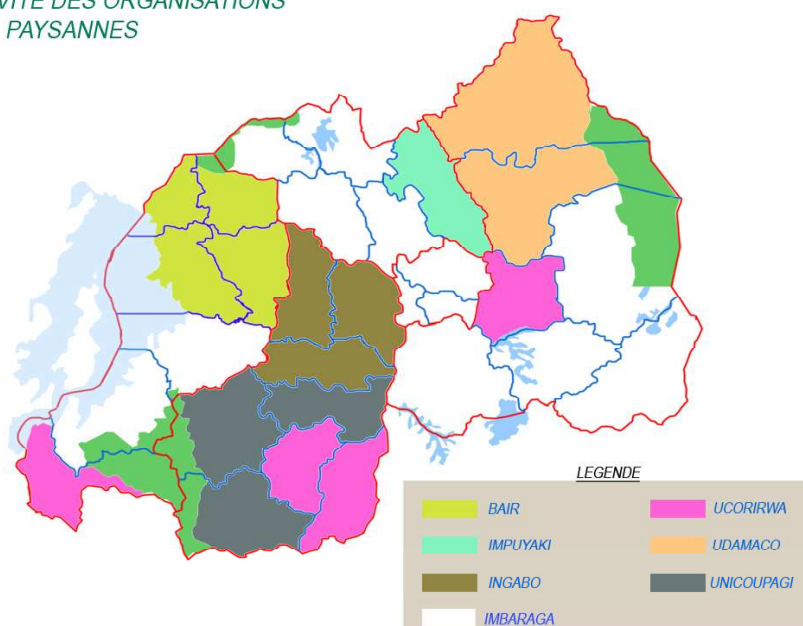 PAYSANNES
LEGENDE
BAIR
UCORIRWA
IMPUYAKI
UDAMACO
INGABO
UNICOUPAGI
IMBARAGA